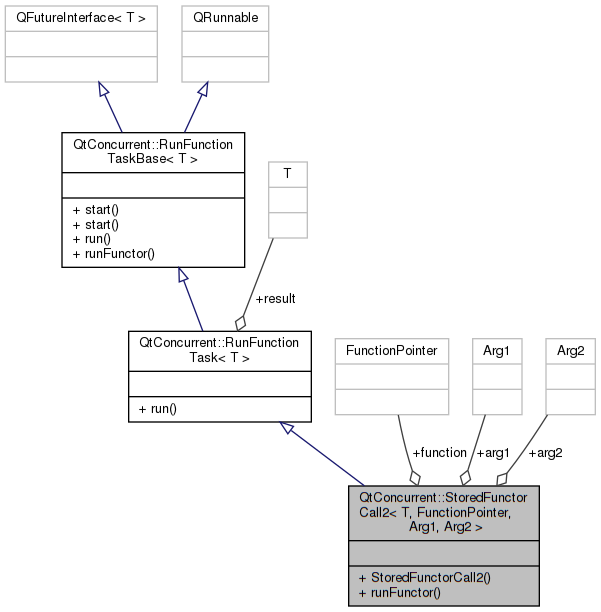 QFutureInterface< T >
QRunnable
QtConcurrent::RunFunction
TaskBase< T >
+ start()
+ start()
+ run()
+ runFunctor()
T
+result
QtConcurrent::RunFunction
Task< T >
+ run()
FunctionPointer
Arg1
Arg2
+function
+arg1
+arg2
QtConcurrent::StoredFunctor
Call2< T, FunctionPointer,
Arg1, Arg2 >
+ StoredFunctorCall2()
+ runFunctor()